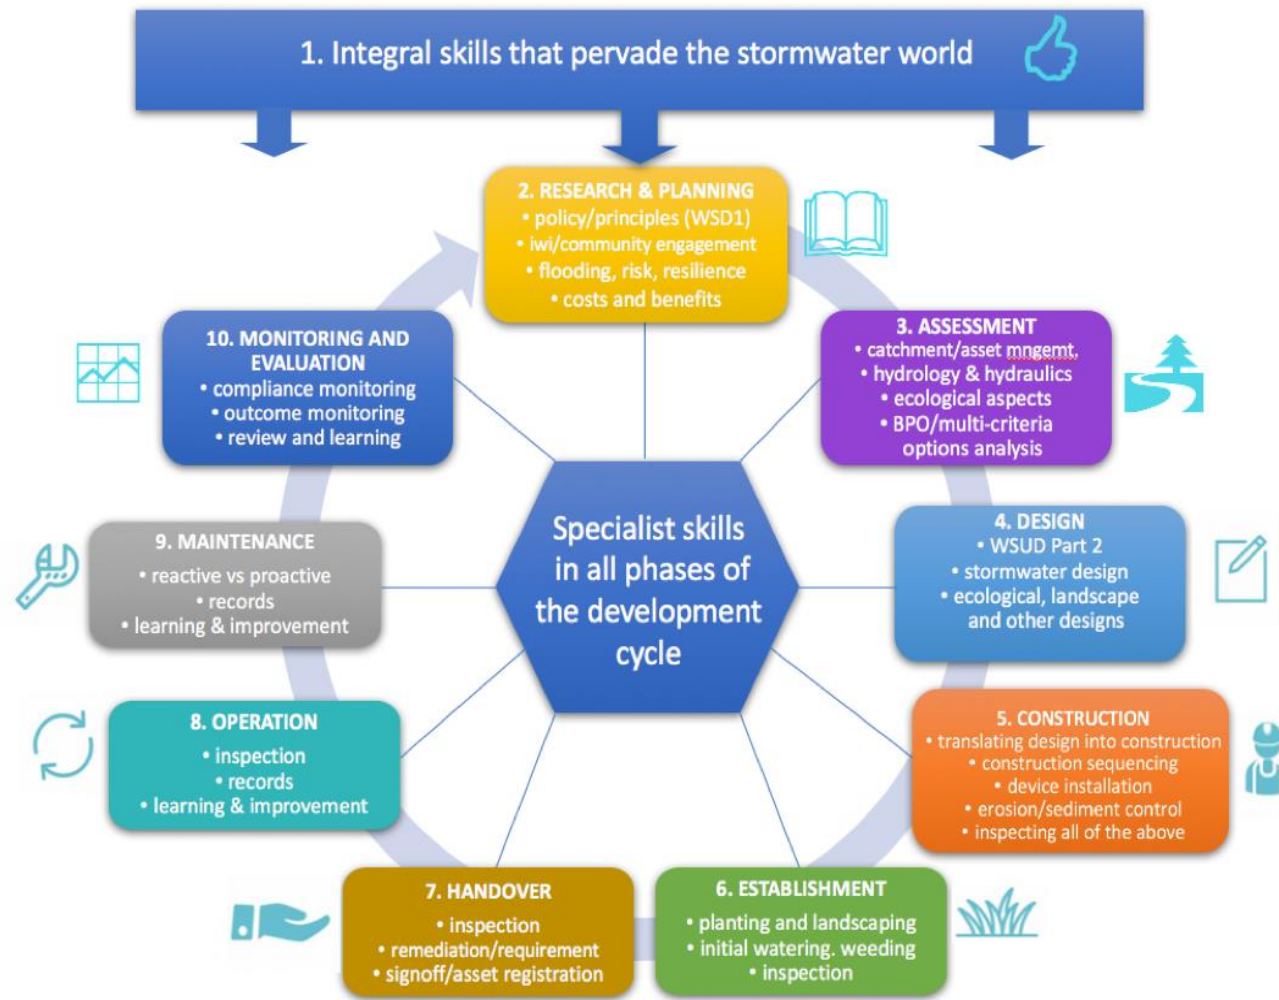 1. Integral skills that pervade the stormwater world
2. RESEARCH & PLANNING
• policy/principles (WSD1)
• iwi/community engagement
• flooding, risk, resilience
• costs and benefits
3. ASSESSMENT
• catchment/asset mngemt.
• hydrology & hydraulics
• ecological aspects
• BPO/multi-criteria
options analysis
4. DESIGN
• WSUD Part 2
• stormwater design
• ecological, landscape
and other designs
5. CONSTRUCTION
• translating design into construction
• construction sequencing
• device installation
• erosion/sediment control
• inspecting all of the above
6. ESTABLISHMENT
• planting and landscaping
• initial watering. weeding
• inspection
7. HANDOVER
• inspection
• remediation/requirement
• signoff/asset registration
8. OPERATION
• inspection
• records
• learning & improvement
9. MAINTENANCE
• reactive vs proactive
• records
• learning & improvement
10. MONITORING AND
EVALUATION
• compliance monitoring
• outcome monitoring
• review and learning
Specialist skills
in all phases of
the development
cycle